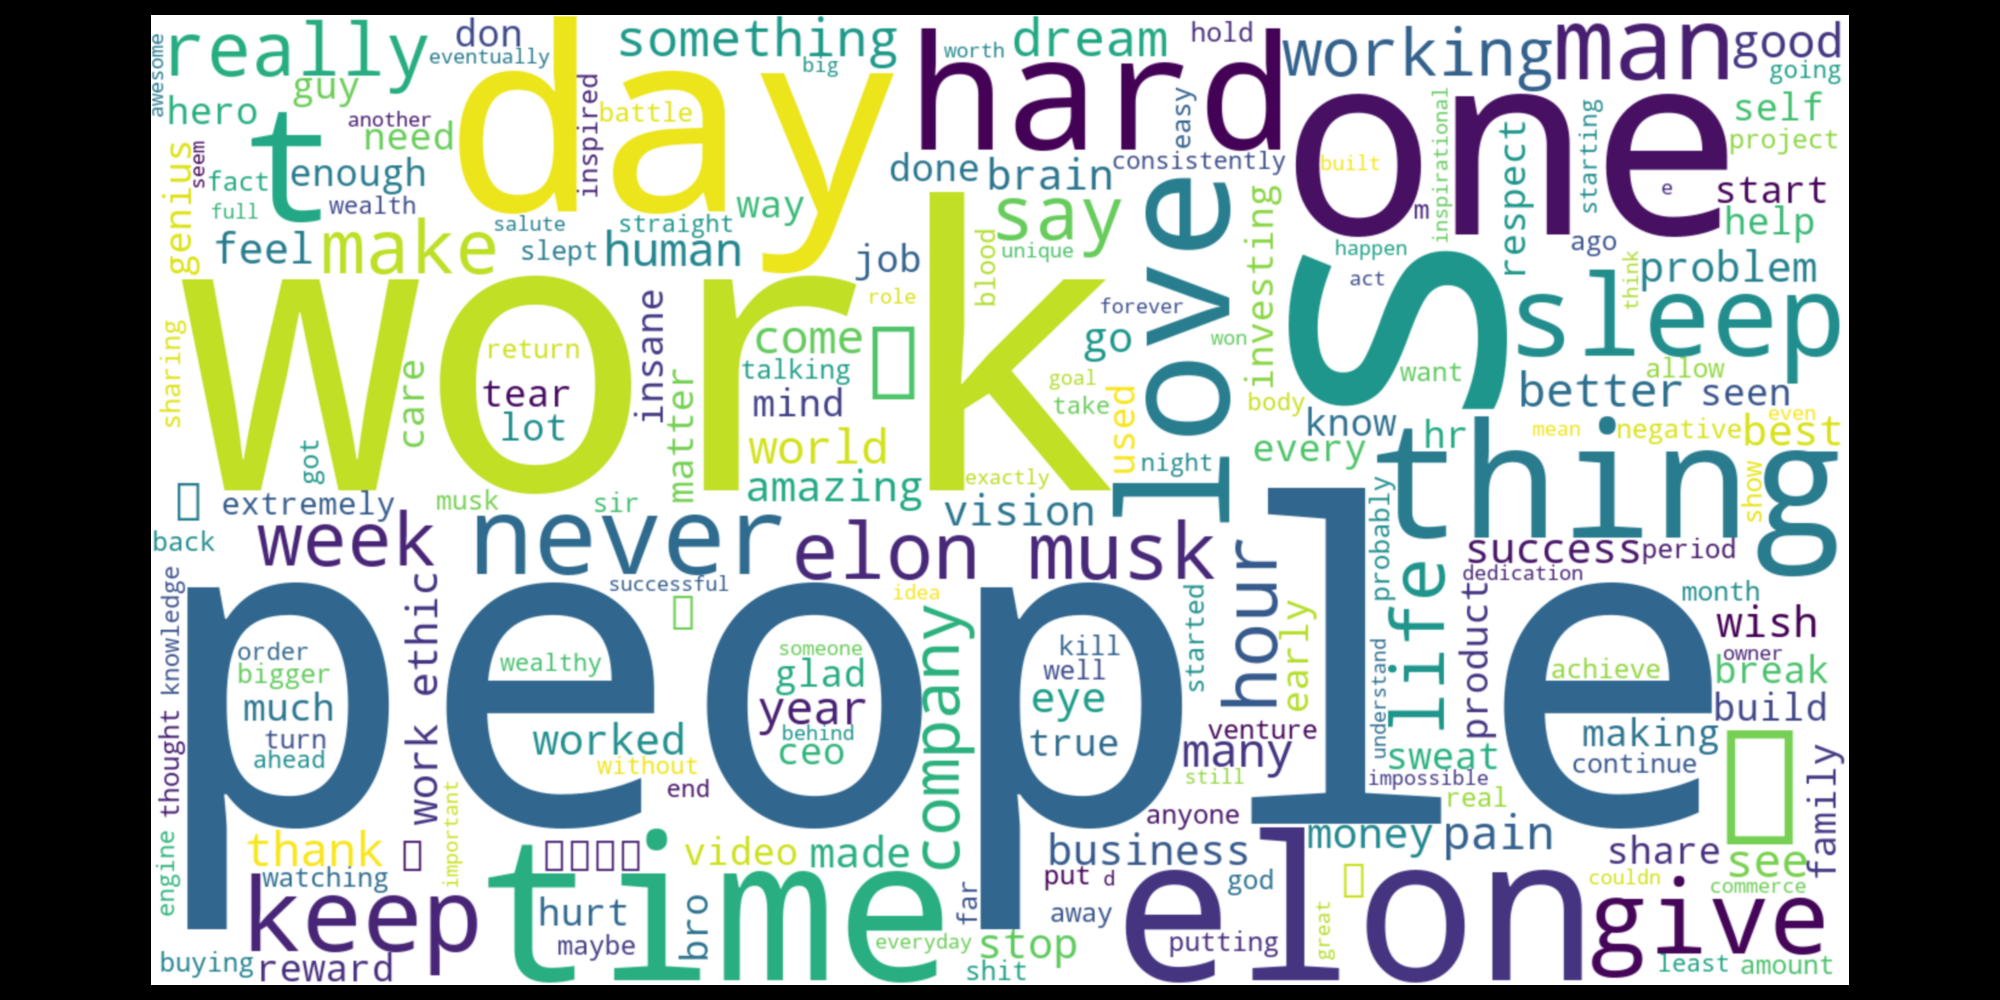 awesome
really
don
eventually
day
something
big
hard
worth
dream
hold
working
man
good
going
guy
hero
another
need
t
inspired
battle
easy
one
built
inspirational
respect
starting
self
project
genius
seem
fact
full
enough
wealth
done
brain
consistently
e
m
start
help
feel
make
salute
slept
straight
way
human
job
say
unique
blood
love
investing
happen
act
ago
think
problem
s
sleep
work
sharing
got
care
return
tear
lot
insane
matter
come
talking
mind
world
amazing
role
exactly
forever
go
goal
take
used
won
night
body
want
know
every
hr
allow
better
seen
even
mean
negative
best
thing
show
extremely
musk
sir
vision
back
week
never
elon musk
hour
probably
life
success
period
dedication
product
month
wish
owner
break
build
people
knowledge
thought
work ethic
successful
idea
order
bigger
much
turn
ahead
wealthy
worked
without
end
someone
glad
year
behind
ceo
company
kill
well
eye
true
started
early
venture
many
still
understand
sweat
impossible
real
achieve
making
continue
family
anyone
engine
thank
watching
important
time
video
made
business
money
pain
share
see
commerce
couldn
keep
hurt
maybe
bro
far
everyday
stop
shit
put
d
god
away
elon
putting
great
give
buying
reward
least
amount